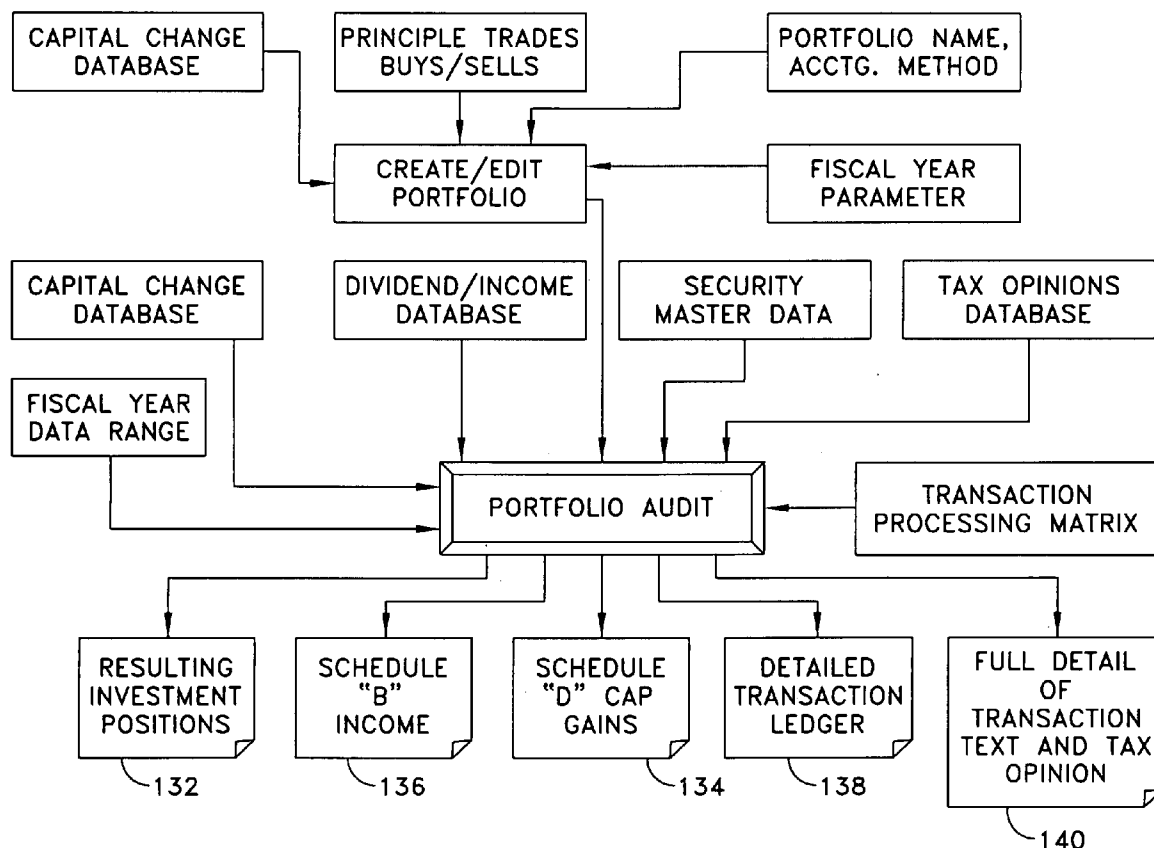 CAPITAL CHANGE
DATABASE
PRINCIPLE TRADES
BUYS/SELLS
PORTFOLIO NAME,
ACCTG. METHOD
CREATE/EDIT
PORTFOLIO
FISCAL YEAR
PARAMETER
CAPITAL CHANGE
DATABASE
DIVIDEND/INCOME
DATABASE
SECURITY
MASTER DATA
TAX OPINIONS
DATABASE
FISCAL YEAR
DATA RANGE
PORTFOLIO AUDIT
TRANSACTION
PROCESSING MATRIX
RESULTING
INVESTMENT
POSITIONS
132
SCHEDULE
"B"
INCOME
136
SCHEDULE
"D" CAP
GAINS
134
DETAILED
TRANSACTION
LEDGER
138
FULL DETAIL
OF
TRANSACTION
TEXT AND TAX
OPINION
140